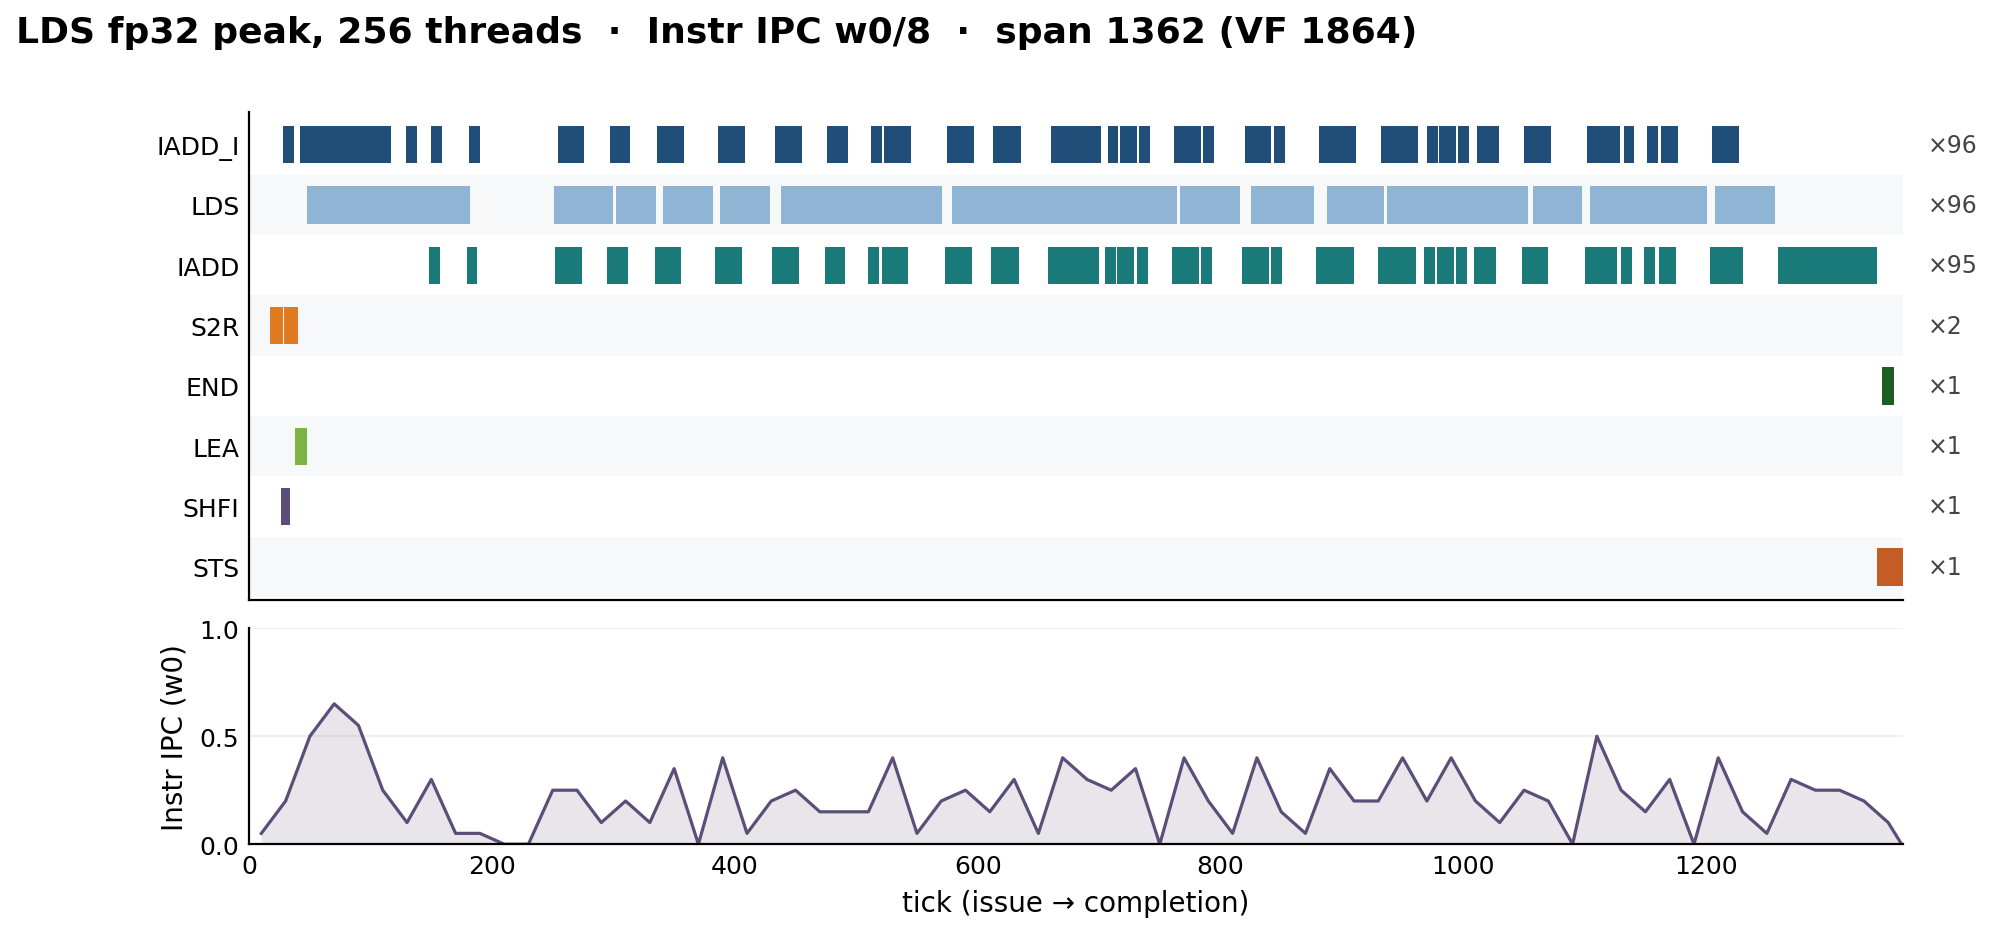 LDS fp32 peak, 256 threads · Instr IPC w0/8 · span 1362 (VF 1864)
IADD_I ×96
LDS ×96
IADD ×95
S2R ×2
END ×1
LEA ×1
SHFI ×1
STS ×1
Instr IPC (w0)
1.0
0.5
0.0
0 200 400 600 800 1000 1200
tick (issue → completion)